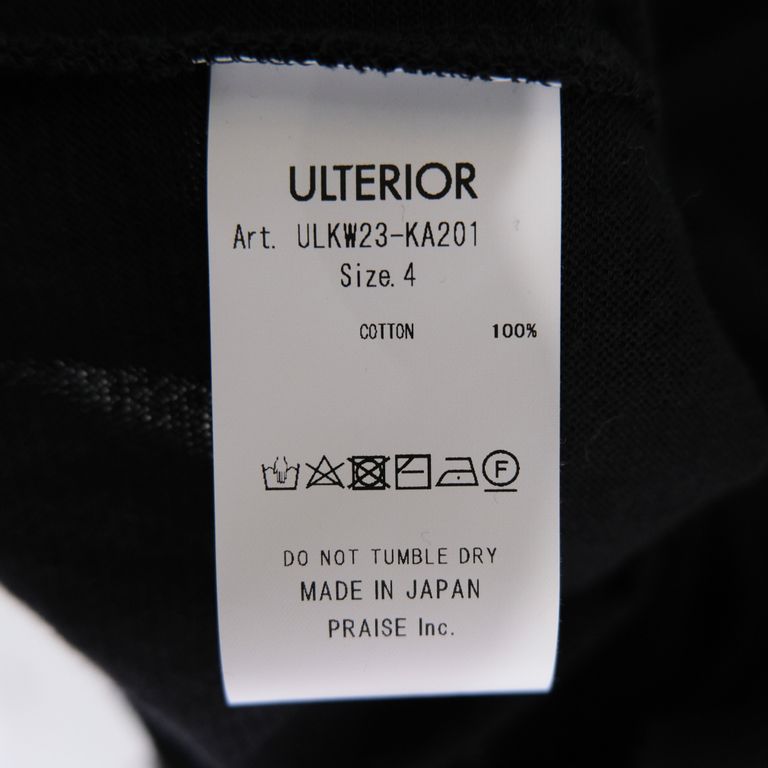 ULTERIOR
Art. ULKW23-KA201
Size. 4
COTTON 100%
F
DO NOT TUMBLE DRY
MADE IN JAPAN
PRAISE Inc.